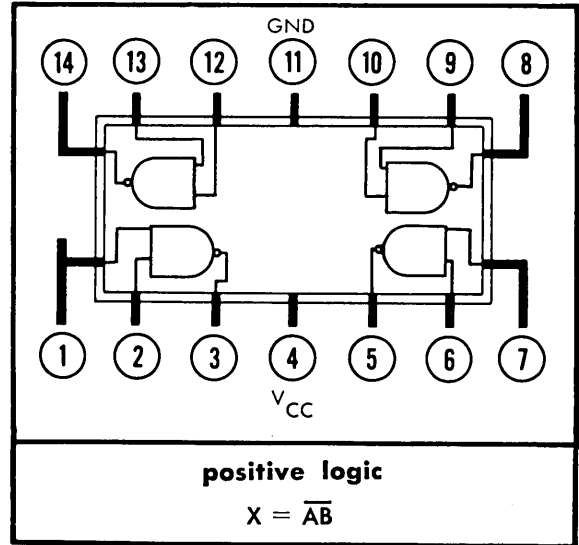 GND
14 13 12 11 10 9 8
1 2 3 4 5 6 7
VCC
positive logic
X = \overline{AB}